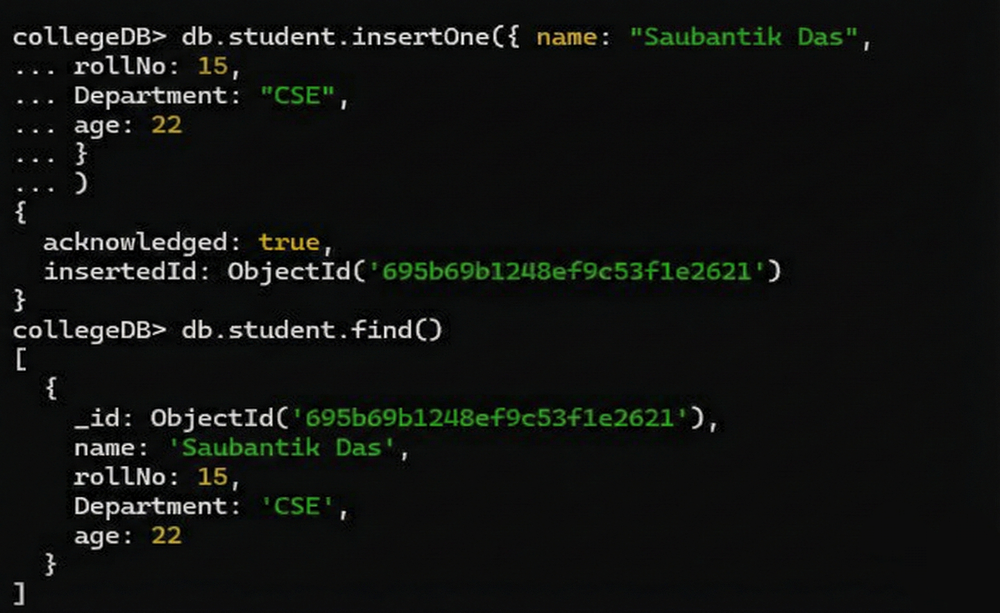 collegeDB> db.student.insertOne({ name: "Saubantik Das",
... rollNo: 15,
... Department: "CSE",
... age: 22
... }
... )
{
  acknowledged: true,
  insertedId: ObjectId('695b69b1248ef9c53f1e2621')
}
collegeDB> db.student.find()
[
  {
    _id: ObjectId('695b69b1248ef9c53f1e2621'),
    name: 'Saubantik Das',
    rollNo: 15,
    Department: 'CSE',
    age: 22
  }
]